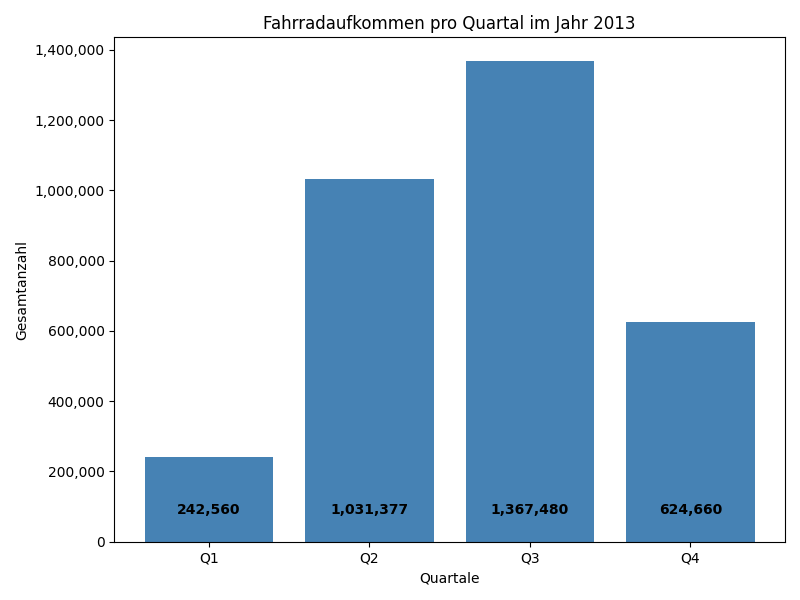 Fahrradaufkommen pro Quartal im Jahr 2013
Gesamtanzahl
1,400,000
1,200,000
1,000,000
800,000
600,000
400,000
200,000
0
242,560
1,031,377
1,367,480
624,660
Q1
Q2
Q3
Q4
Quartale